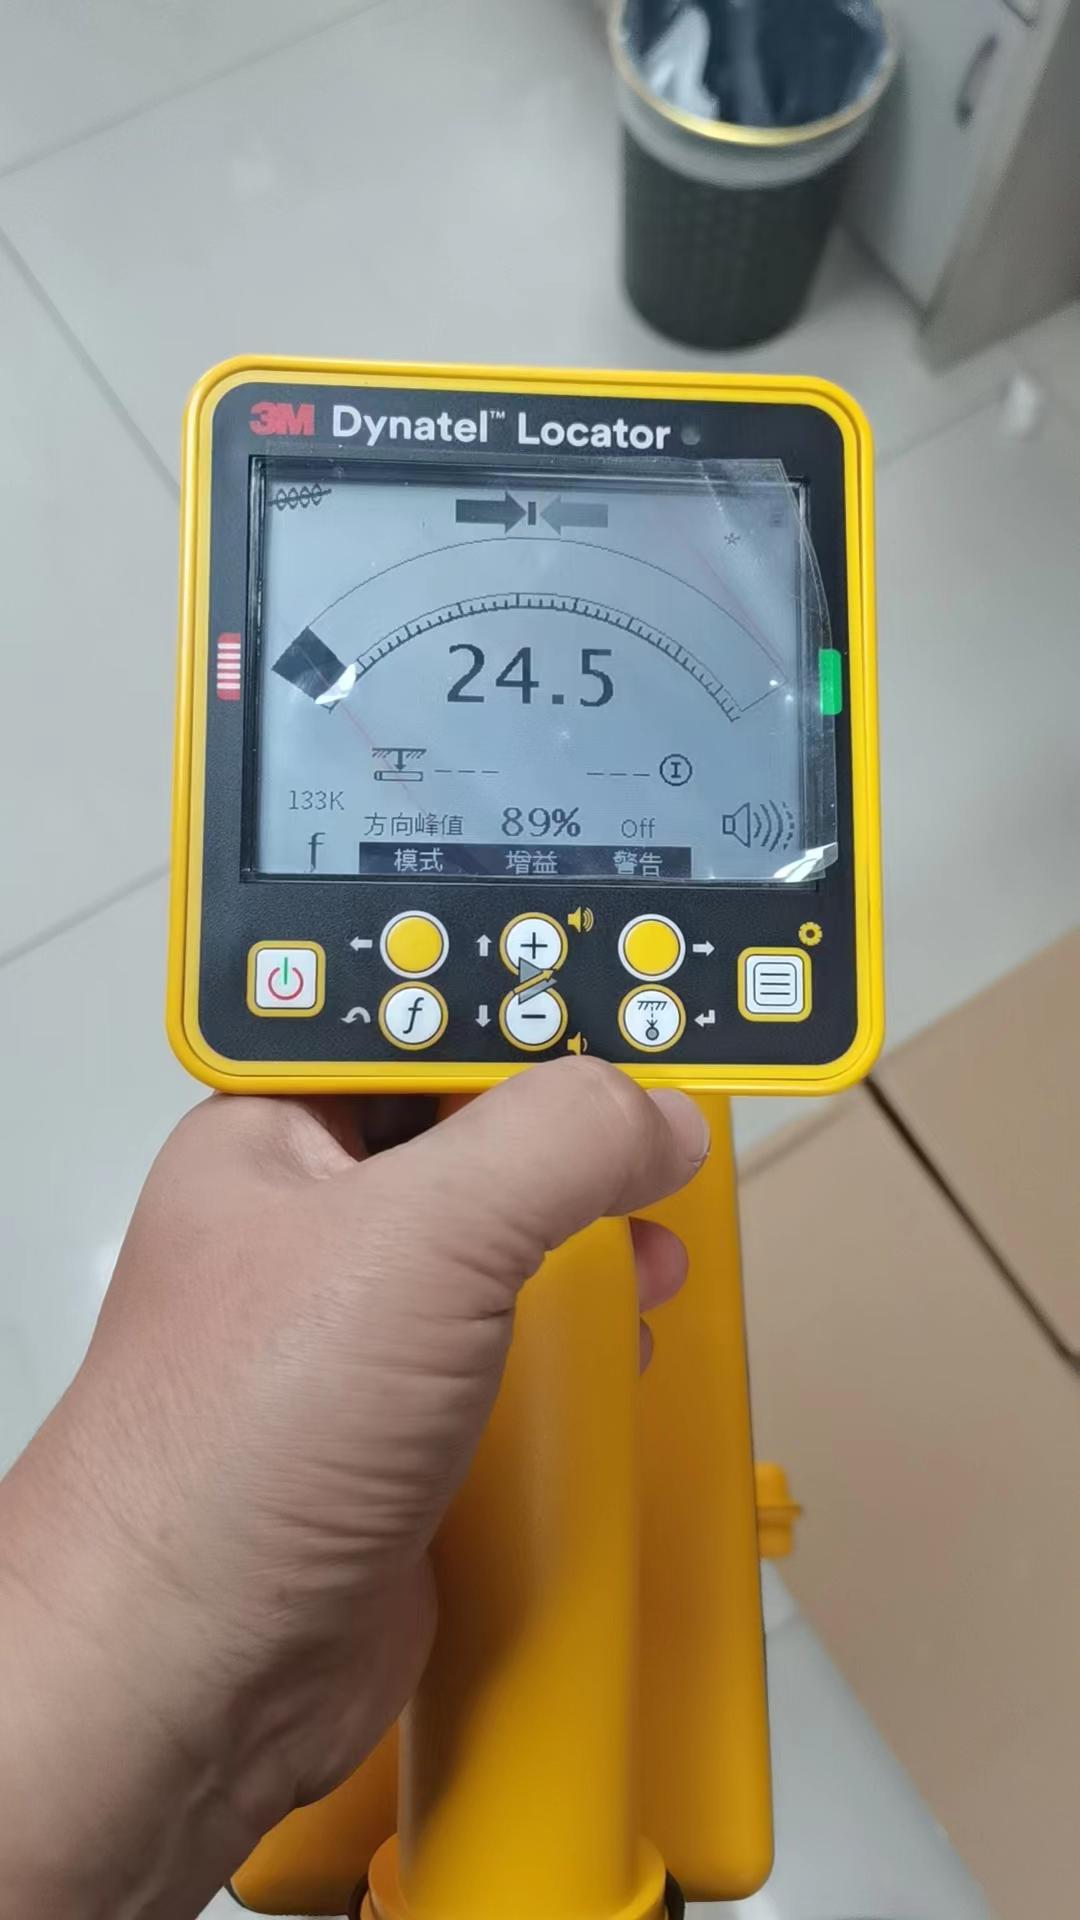 3M Dynatel™ Locator
24.5
--- ---
133K
方向峰值 89% Off
f 模式 增益 警告
+
f −